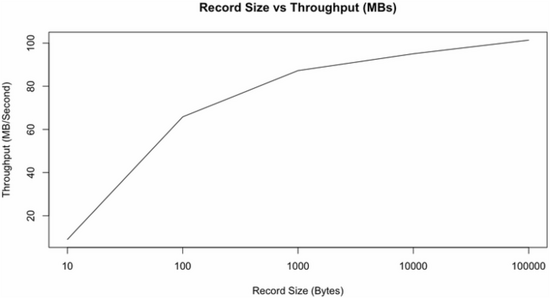 Record Size vs Throughput (MBs)
Throughput (MB/Second)
100
80
60
40
20
10 100 1000 10000 100000
Record Size (Bytes)